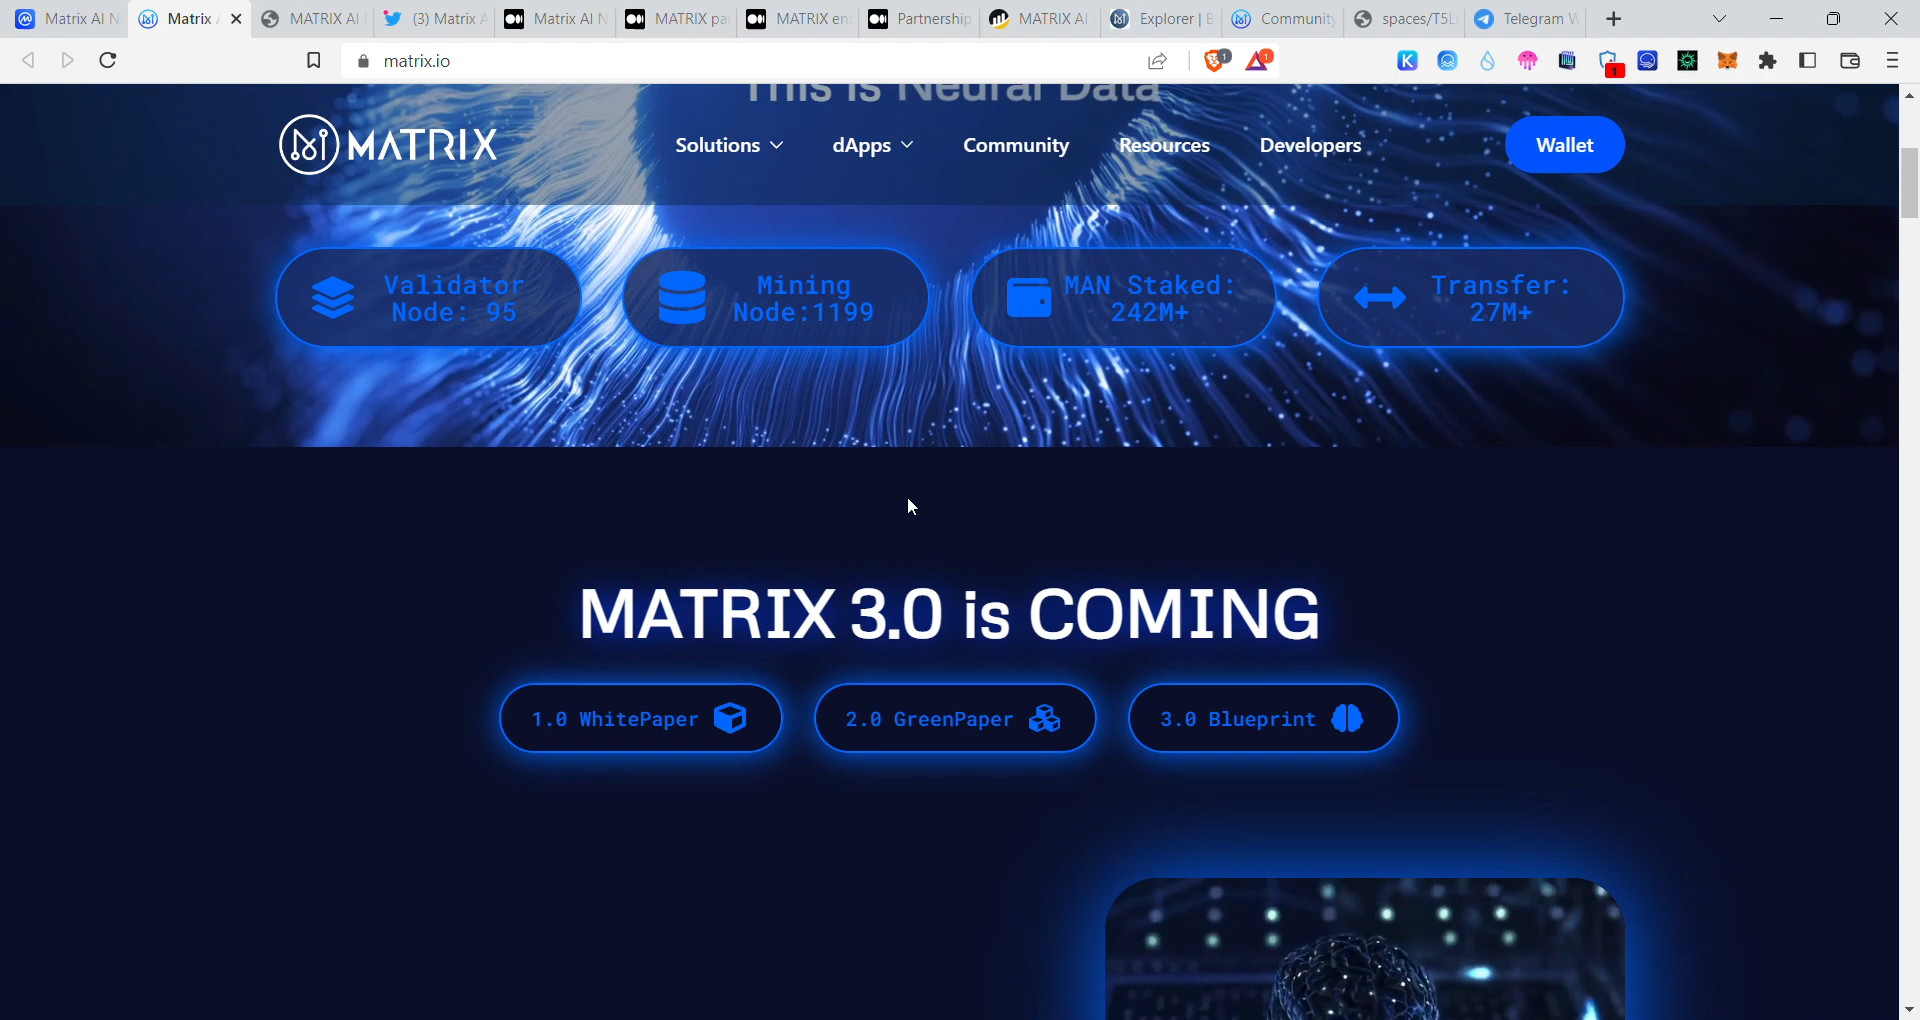 Matrix AI N
Matrix
MATRIX AI
(3) Matrix A
Matrix AI N
MATRIX pa
MATRIX en
Partnership
MATRIX AI
Explorer | B
Community
spaces/T5L
Telegram W
matrix.io
1
1
1
This is Neural Data
MATRIX
Solutions
dApps
Community
Resources
Developers
Wallet
Validator
Node: 95
Mining
Node:1199
MAN Staked:
242M+
Transfer:
27M+
MATRIX 3.0 is COMING
1.0 WhitePaper
2.0 GreenPaper
3.0 Blueprint